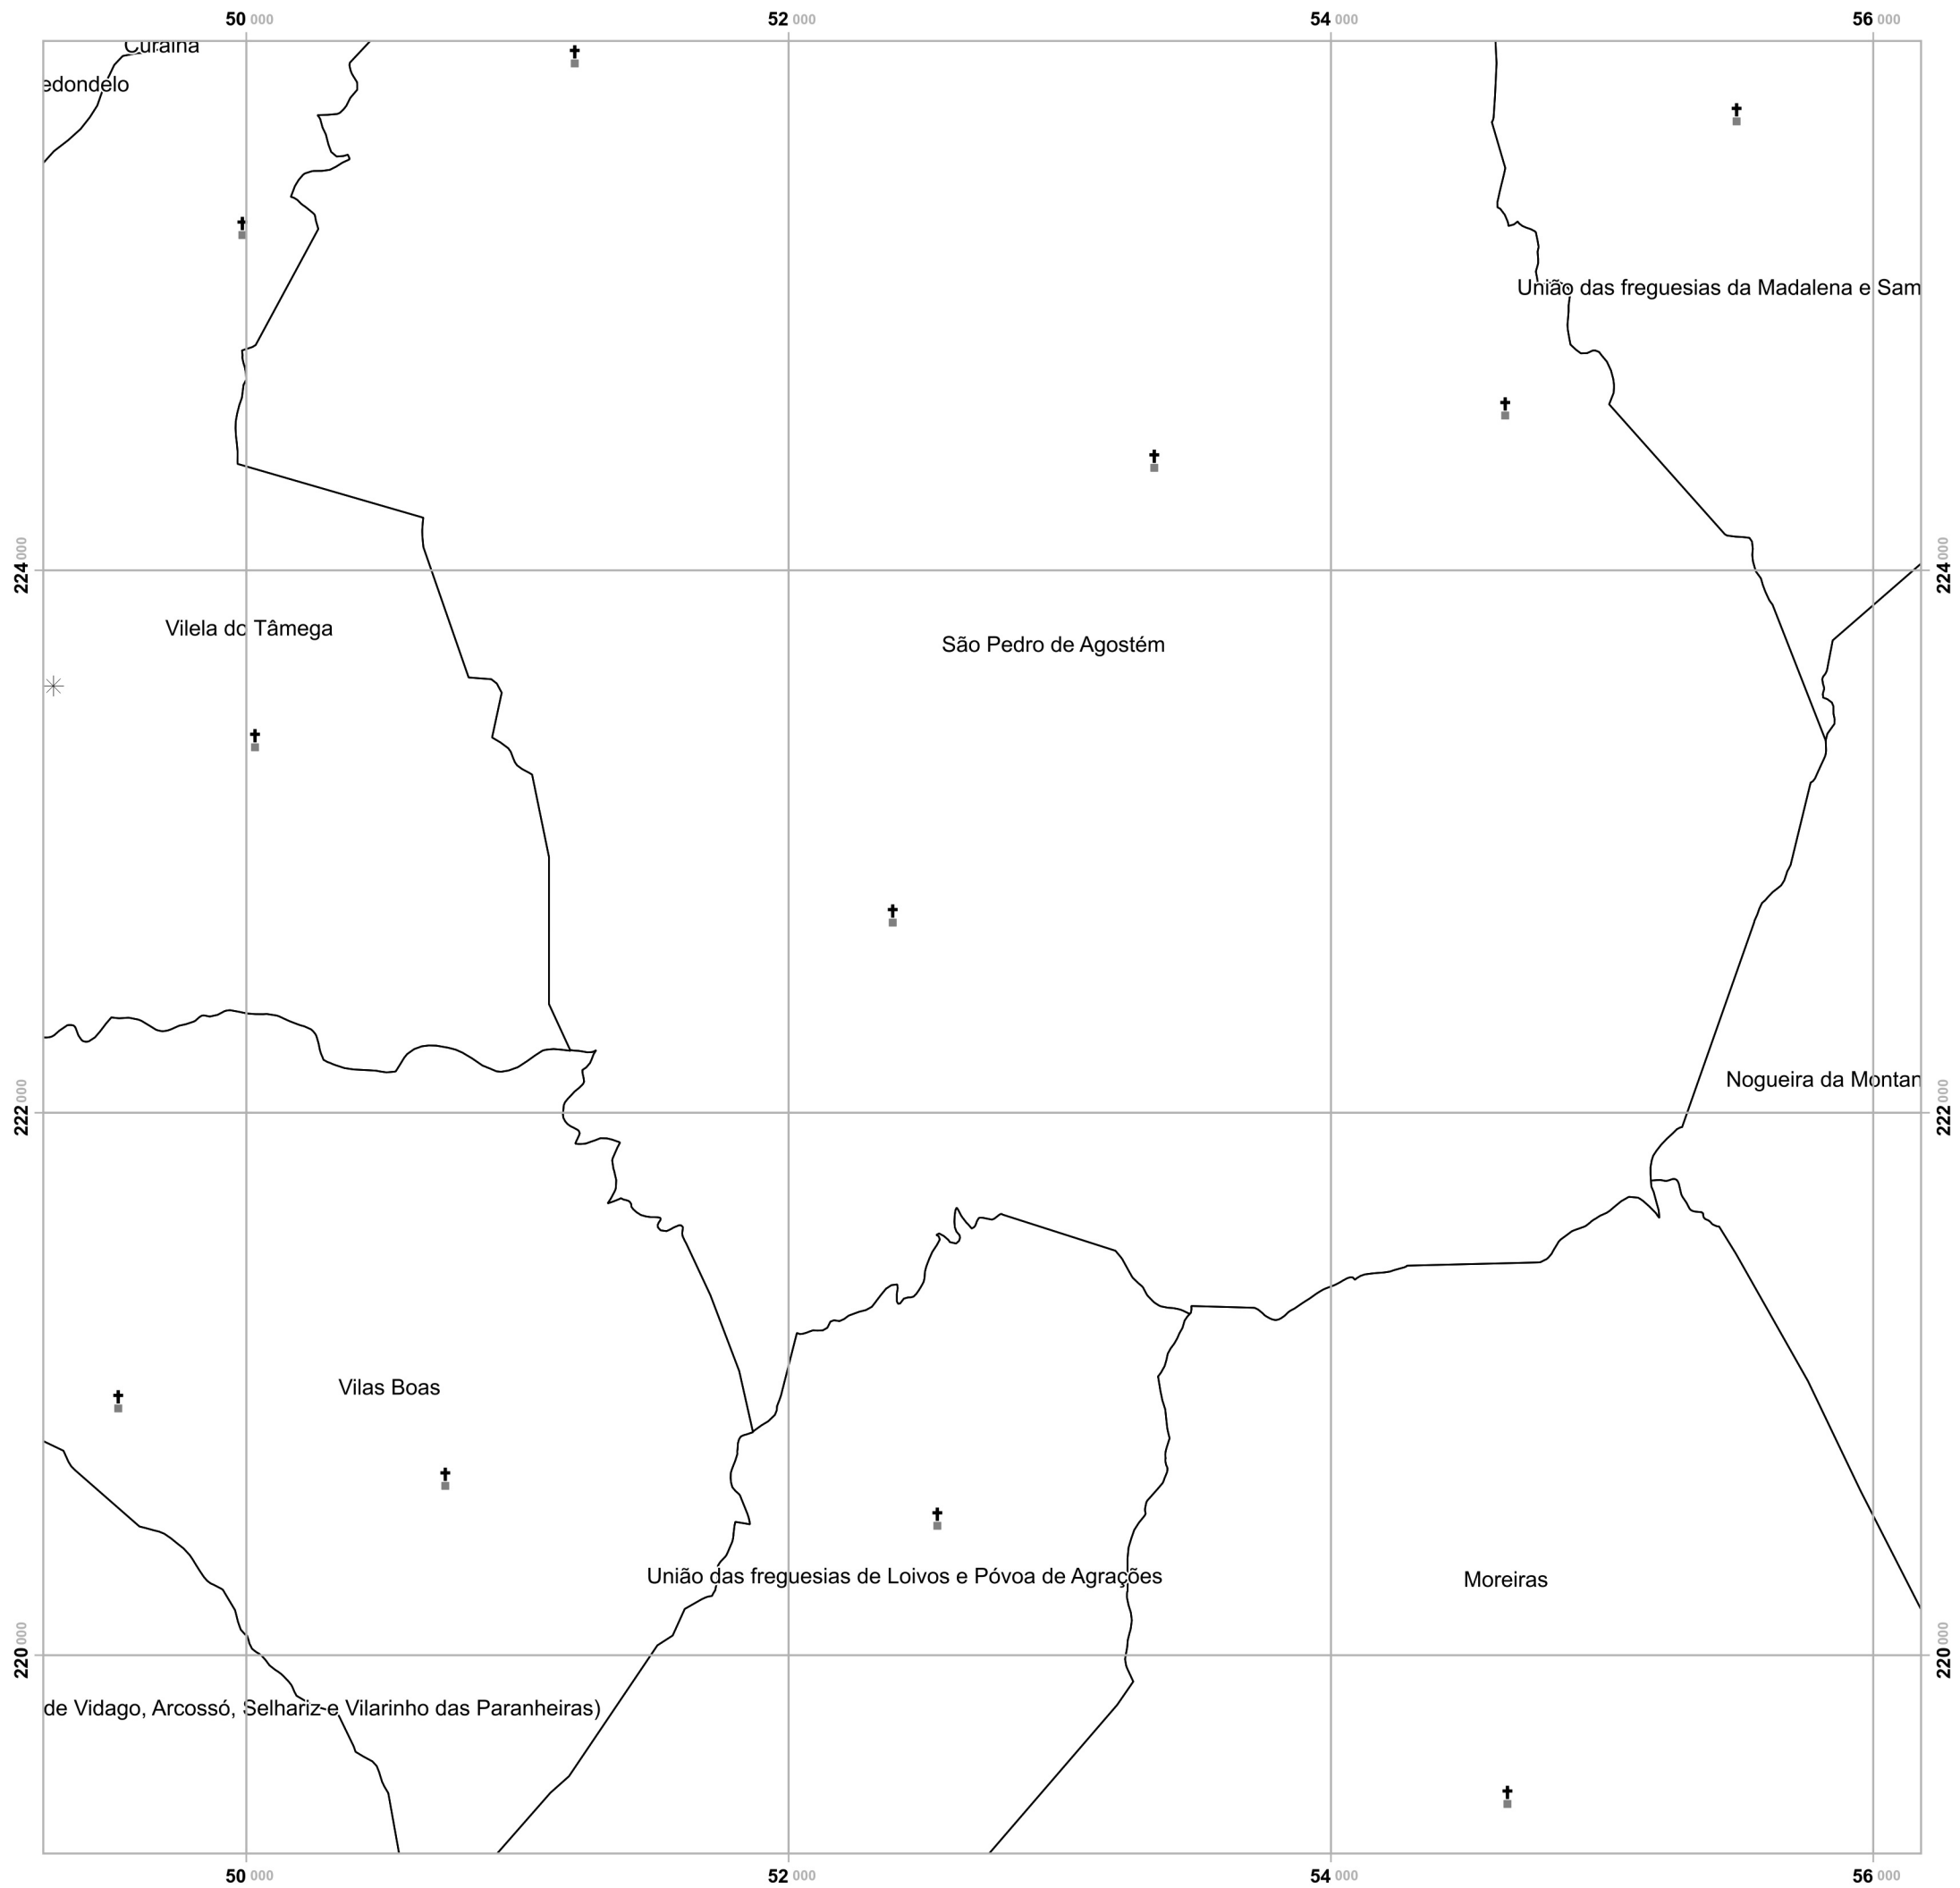 50 000 52 000 54 000 56 000
Curalha
edondelo
União das freguesias da Madalena e Sam
224 000 224 000
Vilela do Tâmega
São Pedro de Agostém
Nogueira da Montan
222 000 222 000
Vilas Boas
União das freguesias de Loivos e Póvoa de Agrações
Moreiras
220 000 220 000
de Vidago, Arcossó, Selhariz e Vilarinho das Paranheiras)
50 000 52 000 54 000 56 000